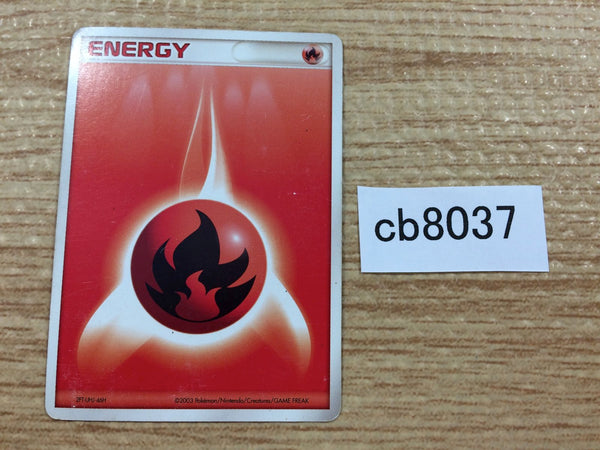 ENERGY
cb8037
©2003 Pokémon/Nintendo/Creatures/GAME FREAK